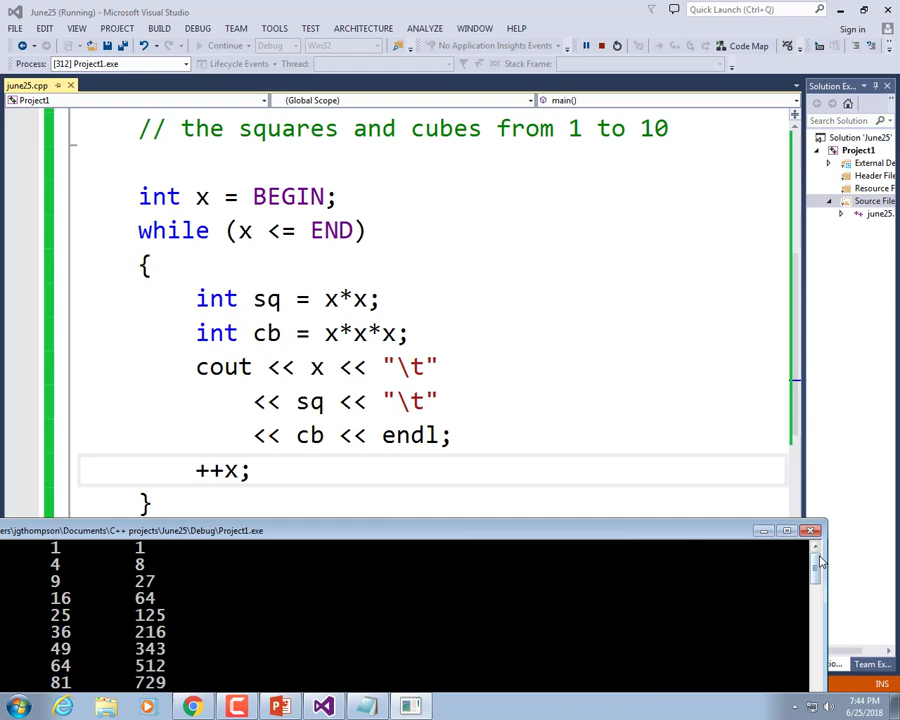 June25 (Running) - Microsoft Visual Studio
Quick Launch (Ctrl+Q)
FILE EDIT VIEW PROJECT BUILD DEBUG TEAM TOOLS TEST ARCHITECTURE ANALYZE WINDOW HELP
Sign in
Continue Debug Win32 No Application Insights Events Code Map
Process: [312] Project1.exe Lifecycle Events Thread: Stack Frame:
june25.cpp
Solution Ex...
Project1 (Global Scope) main()
Search Solution
Solution 'June25'
Project1
External D
Header File
Resource F
Source File
june25.
// the squares and cubes from 1 to 10
int x = BEGIN;
while (x <= END)
{
int sq = x*x;
int cb = x*x*x;
cout << x << "\t"
<< sq << "\t"
<< cb << endl;
++x;
}
ers\jgthompson\Documents\C++ projects\June25\Debug\Project1.exe
1 1
4 8
9 27
16 64
25 125
36 216
49 343
64 512
81 729
Team Ex...
INS
7:44 PM
6/25/2018